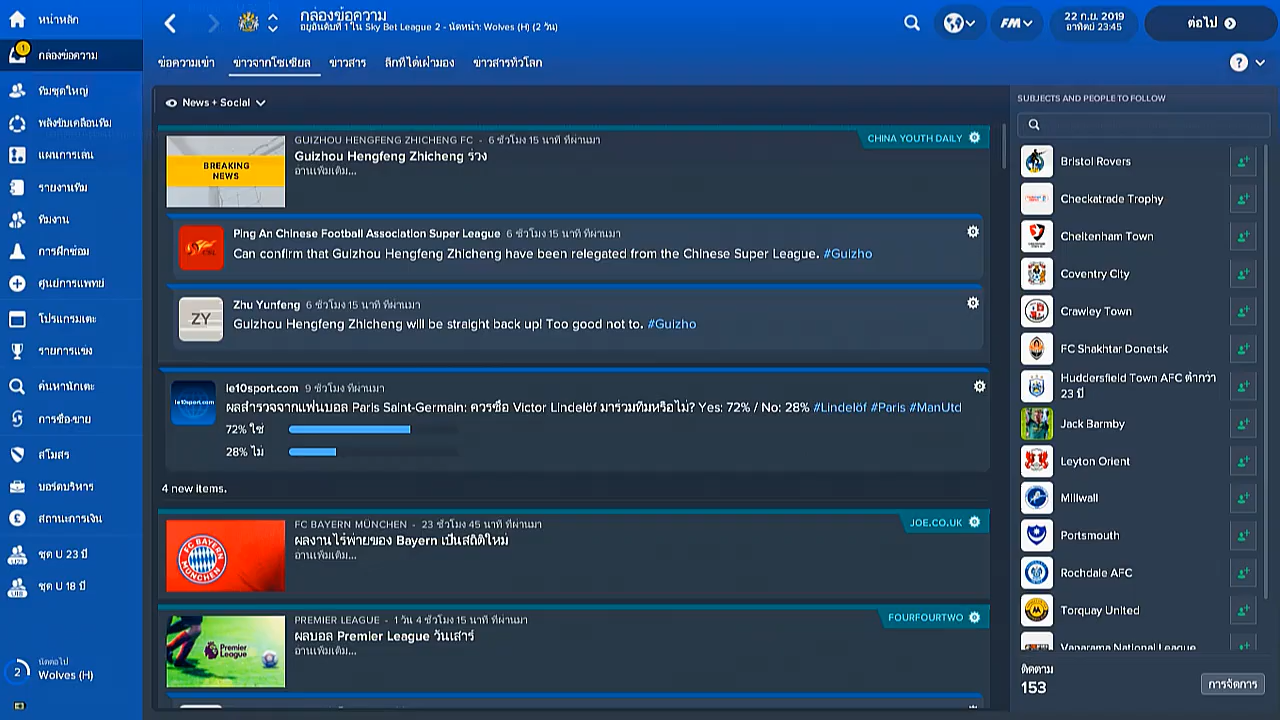 หน้าหลัก
กล่องข้อความ
อยู่อันดับที่ 1 ใน Sky Bet League 2 - นัดหน้า: Wolves (H) (2 วัน)
FM
22 ก.ย. 2019
อาทิตย์ 23:45
ต่อไป
1
กล่องข้อความ
ข้อความเข้า
ข่าวจากโซเชียล
ข่าวสาร
ลีกที่ได้เฝ้ามอง
ข่าวสารทั่วโลก
?
ทีมชุดใหญ่
พลังขับเคลื่อนทีม
แผนการเล่น
รายงานทีม
ทีมงาน
การฝึกซ้อม
ศูนย์การแพทย์
โปรแกรมเตะ
รายการแข่ง
ค้นหานักเตะ
การซื้อ-ขาย
สโมสร
บอร์ดบริหาร
สถานะการเงิน
ชุด U 23 ปี
ชุด U 18 ปี
2
นัดต่อไป
Wolves (H)
News + Social
BREAKING
NEWS
GUIZHOU HENGFENG ZHICHENG FC - 6 ชั่วโมง 15 นาที ที่ผ่านมา
CHINA YOUTH DAILY
Guizhou Hengfeng Zhicheng ร่วง
อ่านเพิ่มเติม...
Ping An Chinese Football Association Super League 6 ชั่วโมง 15 นาที ที่ผ่านมา
Can confirm that Guizhou Hengfeng Zhicheng have been relegated from the Chinese Super League. #Guizho
ZY
Zhu Yunfeng 6 ชั่วโมง 15 นาที ที่ผ่านมา
Guizhou Hengfeng Zhicheng will be straight back up! Too good not to. #Guizho
le10sport.com
le10sport.com 9 ชั่วโมง ที่ผ่านมา
ผลสำรวจจากแฟนบอล Paris Saint-Germain: ควรซื้อ Victor Lindelöf มาร่วมทีมหรือไม่? Yes: 72% / No: 28% #Lindelöf #Paris #ManUtd
72% ใช่
28% ไม่
4 new items.
FC BAYERN MÜNCHEN
FC BAYERN MÜNCHEN - 23 ชั่วโมง 45 นาที ที่ผ่านมา
JOE.CO.UK
ผลงานไร้พ่ายของ Bayern เป็นสถิติใหม่
อ่านเพิ่มเติม...
Premier
League
PREMIER LEAGUE - 1 วัน 4 ชั่วโมง 15 นาที ที่ผ่านมา
FOURFOURTWO
ผลบอล Premier League วันเสาร์
อ่านเพิ่มเติม...
SUBJECTS AND PEOPLE TO FOLLOW
Bristol Rovers
Checkatrade Trophy
Cheltenham Town
Coventry City
Crawley Town
FC Shakhtar Donetsk
Huddersfield Town AFC ต่ำกว่า
23 ปี
Jack Barmby
Leyton Orient
Millwall
Portsmouth
Rochdale AFC
Torquay United
Vanarama National League
ติดตาม
153
การจัดการ